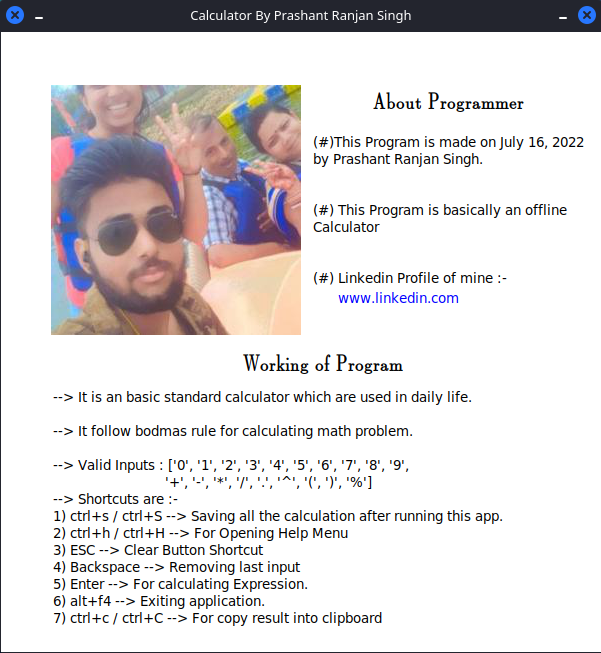 Calculator By Prashant Ranjan Singh
About Programmer
(#)This Program is made on July 16, 2022
by Prashant Ranjan Singh.
(#) This Program is basically an offline
Calculator
(#) Linkedin Profile of mine :-
www.linkedin.com
Working of Program
--> It is an basic standard calculator which are used in daily life.
--> It follow bodmas rule for calculating math problem.
--> Valid Inputs : ['0', '1', '2', '3', '4', '5', '6', '7', '8', '9',
'+', '-', '*', '/', '.', '^', '(', ')', '%']
--> Shortcuts are :-
1) ctrl+s / ctrl+S --> Saving all the calculation after running this app.
2) ctrl+h / ctrl+H --> For Opening Help Menu
3) ESC --> Clear Button Shortcut
4) Backspace --> Removing last input
5) Enter --> For calculating Expression.
6) alt+f4 --> Exiting application.
7) ctrl+c / ctrl+C --> For copy result into clipboard